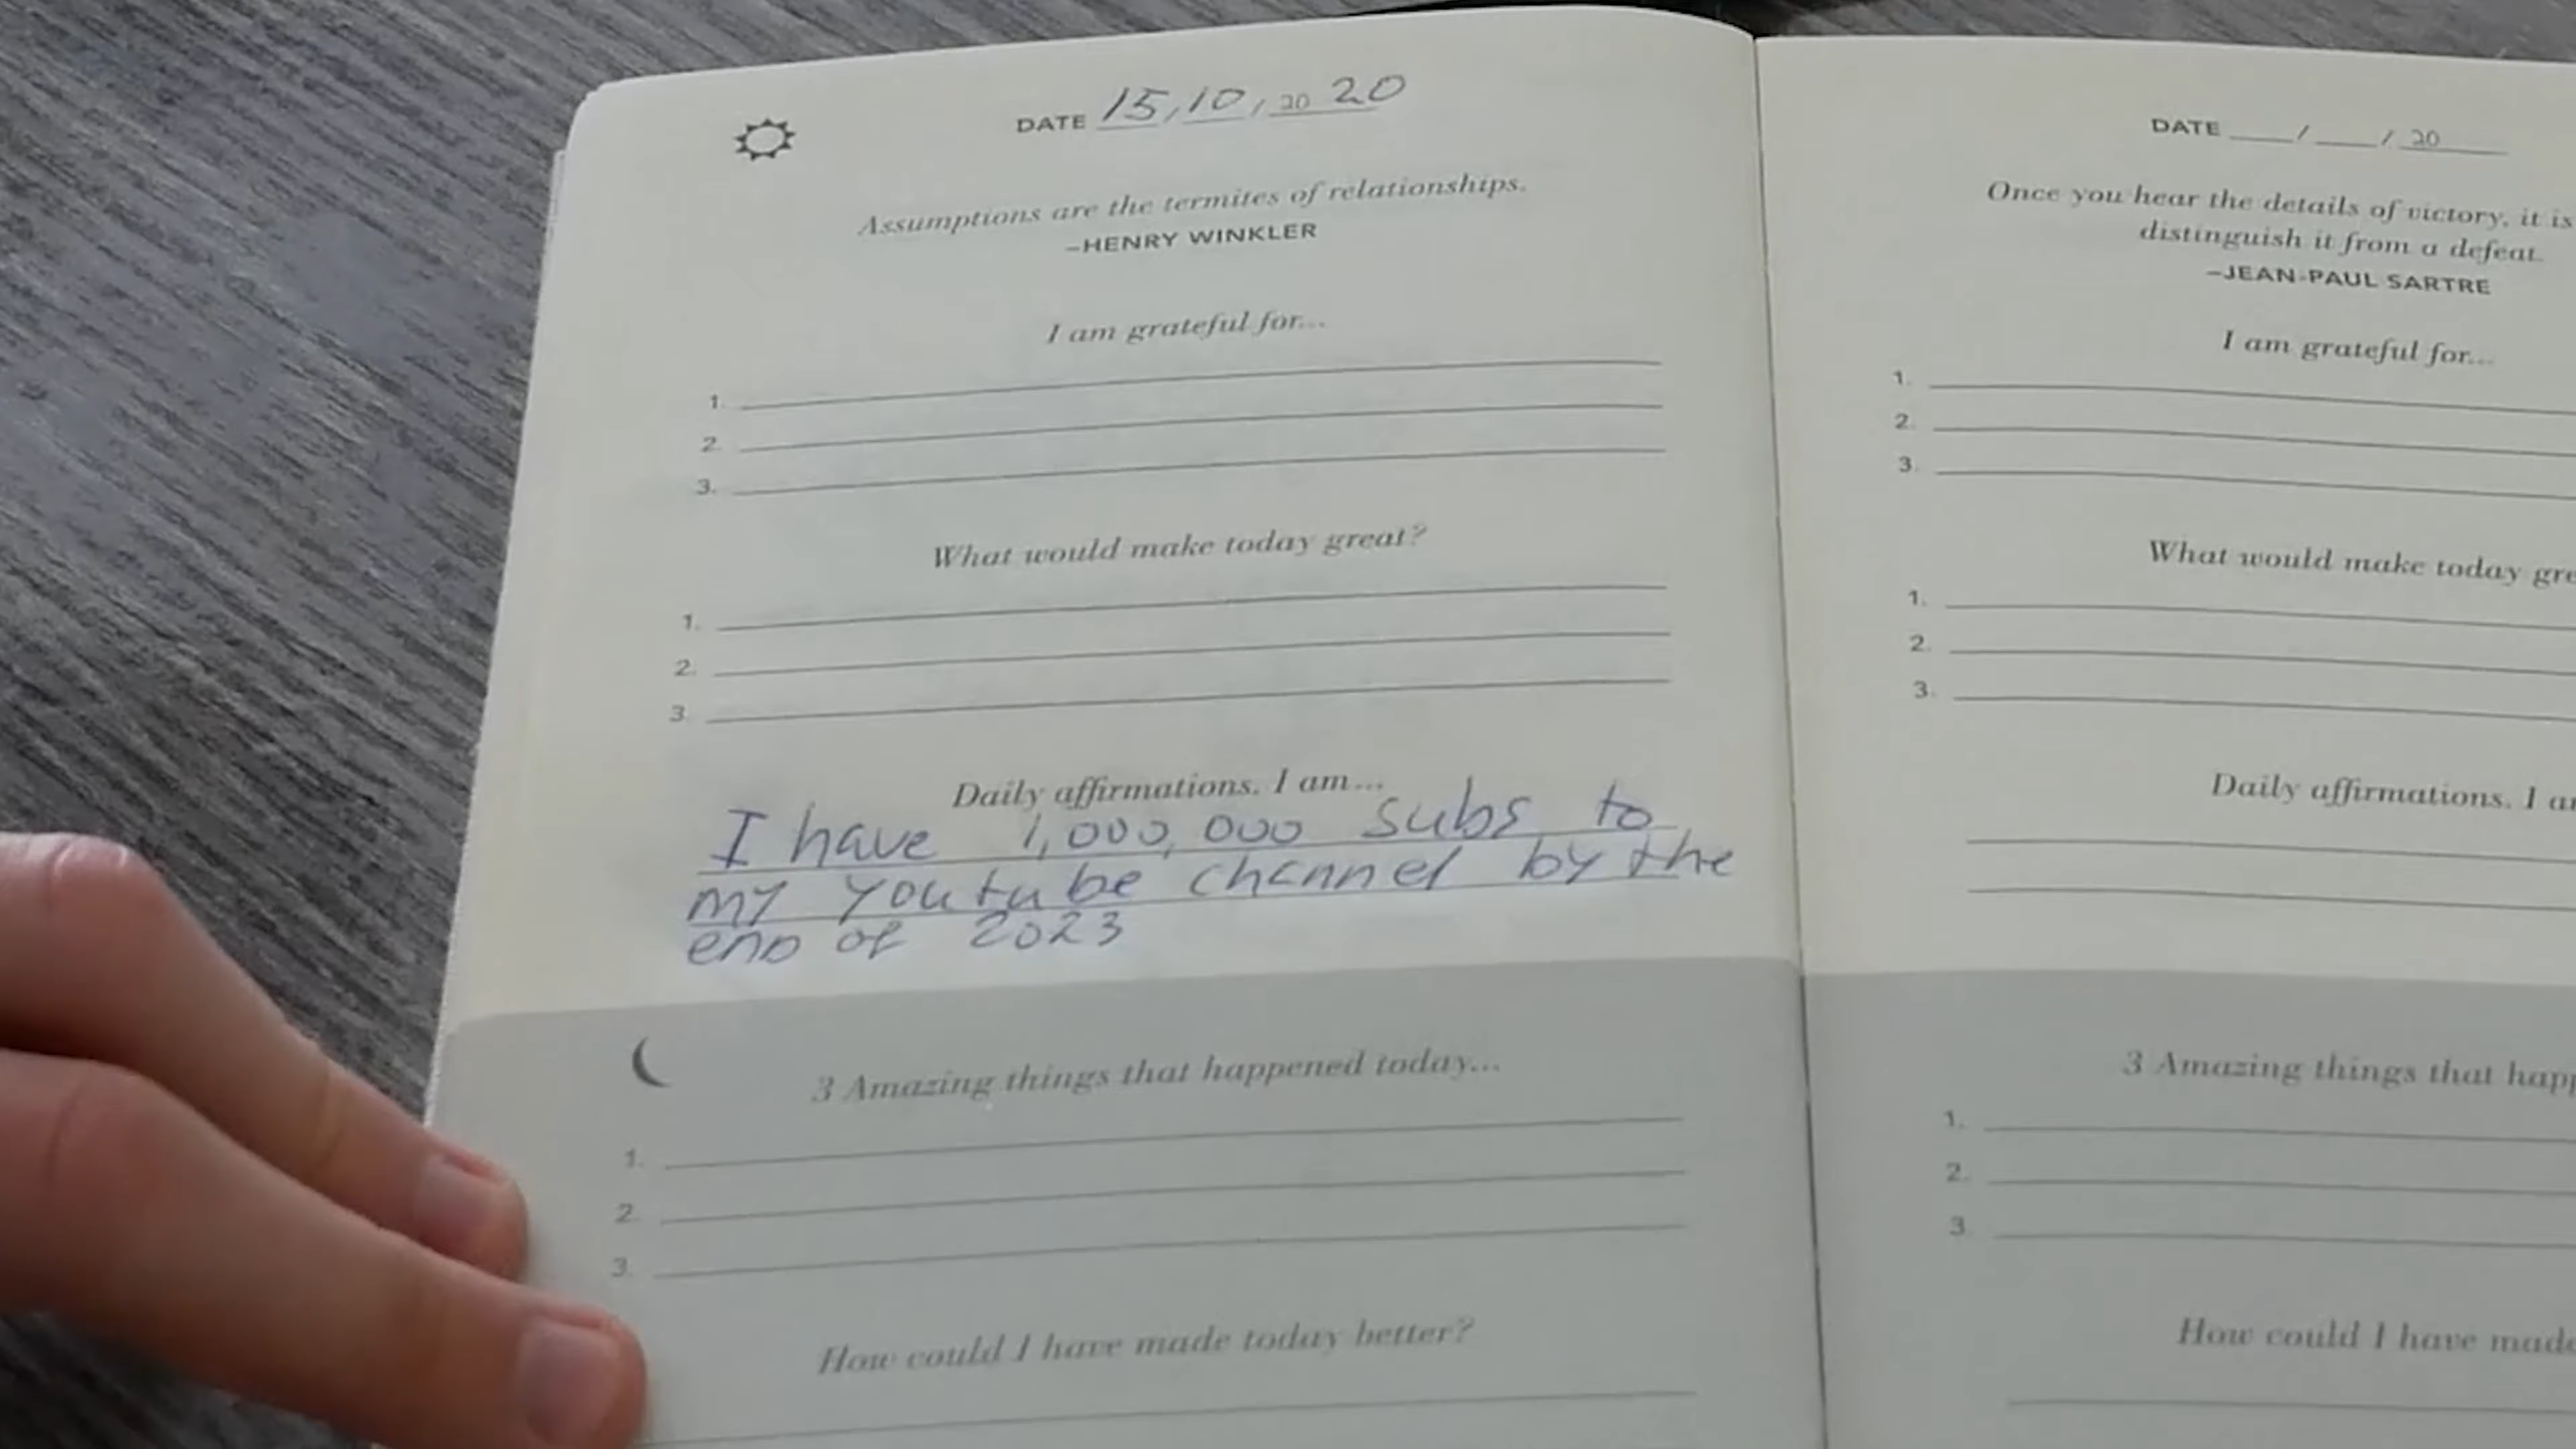 DATE 15/10/2020
Assumptions are the termites of relationships.
–HENRY WINKLER
I am grateful for...
1.
2.
3.
What would make today great?
1.
2.
3.
Daily affirmations. I am...
I have 1,000,000 subs to
my youtube channel by the
end of 2023
3 Amazing things that happened today...
1.
2.
3.
How could I have made today better?
DATE / / 20
Once you hear the details of victory, it is
distinguish it from a defeat.
–JEAN-PAUL SARTRE
I am grateful for...
1.
2.
3.
What would make today gre
1.
2.
3.
Daily affirmations. I a
3 Amazing things that happ
1.
2.
3.
How could I have made